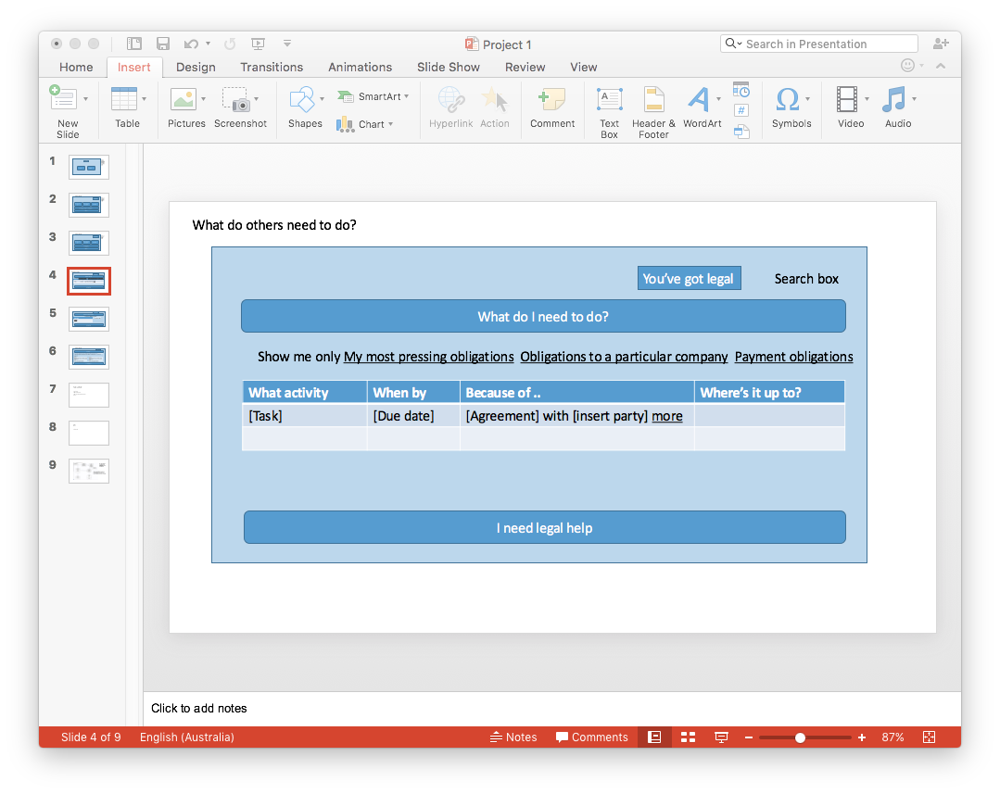 Project 1
Search in Presentation
Home Insert Design Transitions Animations Slide Show Review View
New Slide
Table
Pictures
Screenshot
Shapes
SmartArt
Chart
Hyperlink
Action
Comment
Text Box
Header & Footer
WordArt
#
Symbols
Video
Audio
1
2
3
4
5
6
7
8
9
What do others need to do?
You've got legal
Search box
What do I need to do?
Show me only My most pressing obligations Obligations to a particular company Payment obligations
What activity When by Because of .. Where's it up to?
[Task] [Due date] [Agreement] with [insert party] more
I need legal help
Click to add notes
Slide 4 of 9 English (Australia) Notes Comments 87%